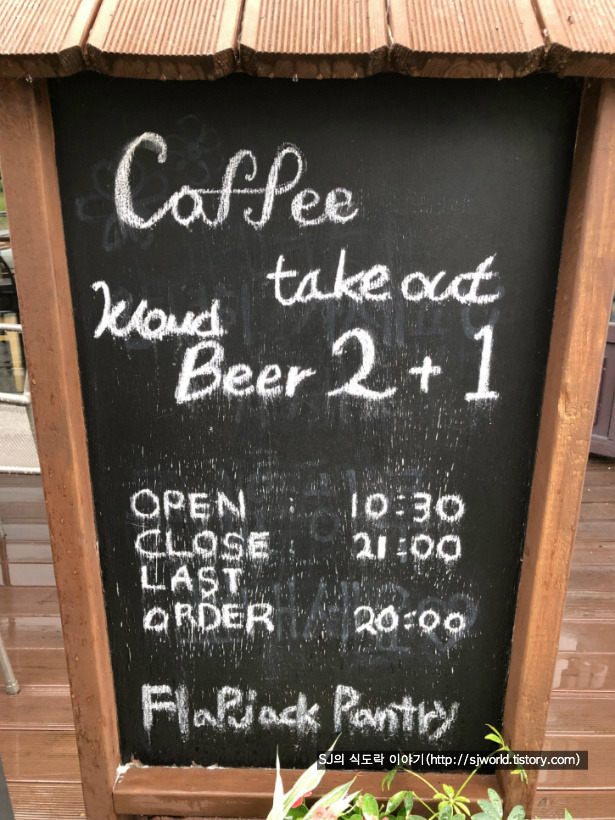 Coffee
take out
kloud
Beer 2 + 1
OPEN : 10:30
CLOSE : 21:00
LAST
ORDER 20:00
Flapjack Pantry
SJ의 식도락 이야기(http://sjworld.tistory.com)